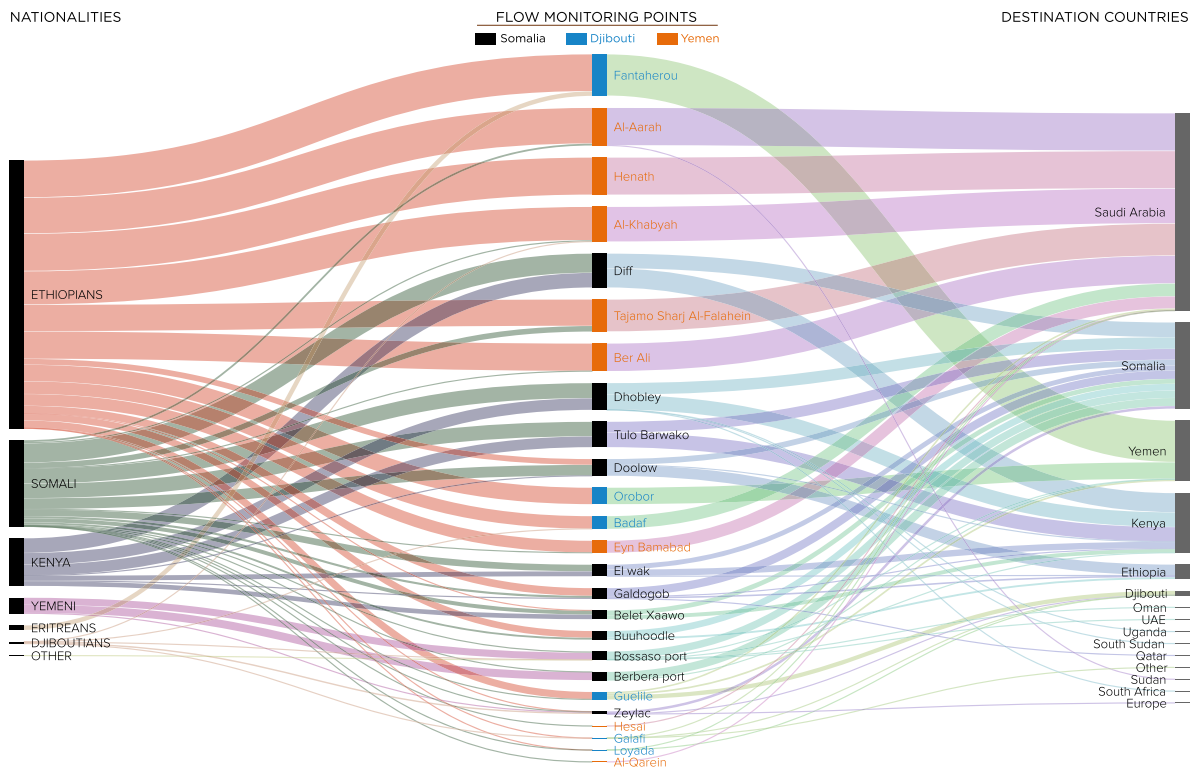 NATIONALITIES
FLOW MONITORING POINTS
DESTINATION COUNTRIES
Somalia
Djibouti
Yemen
ETHIOPIANS
SOMALI
KENYA
YEMENI
ERITREANS
DJIBOUTIANS
OTHER
Fantaherou
Al-Aarah
Henath
Al-Khabyah
Diff
Tajamo Sharj Al-Falahein
Ber Ali
Dhobley
Tulo Barwako
Doolow
Orobor
Badaf
Eyn Bamabad
El wak
Galdogob
Belet Xaawo
Buuhoodle
Bossaso port
Berbera port
Guelile
Zeylac
Hesai
Galafi
Loyada
Al-Qarein
Saudi Arabia
Somalia
Yemen
Kenya
Ethiopia
Djibouti
Oman
UAE
Uganda
South Sudan
Qatar
Other
Sudan
South Africa
Europe